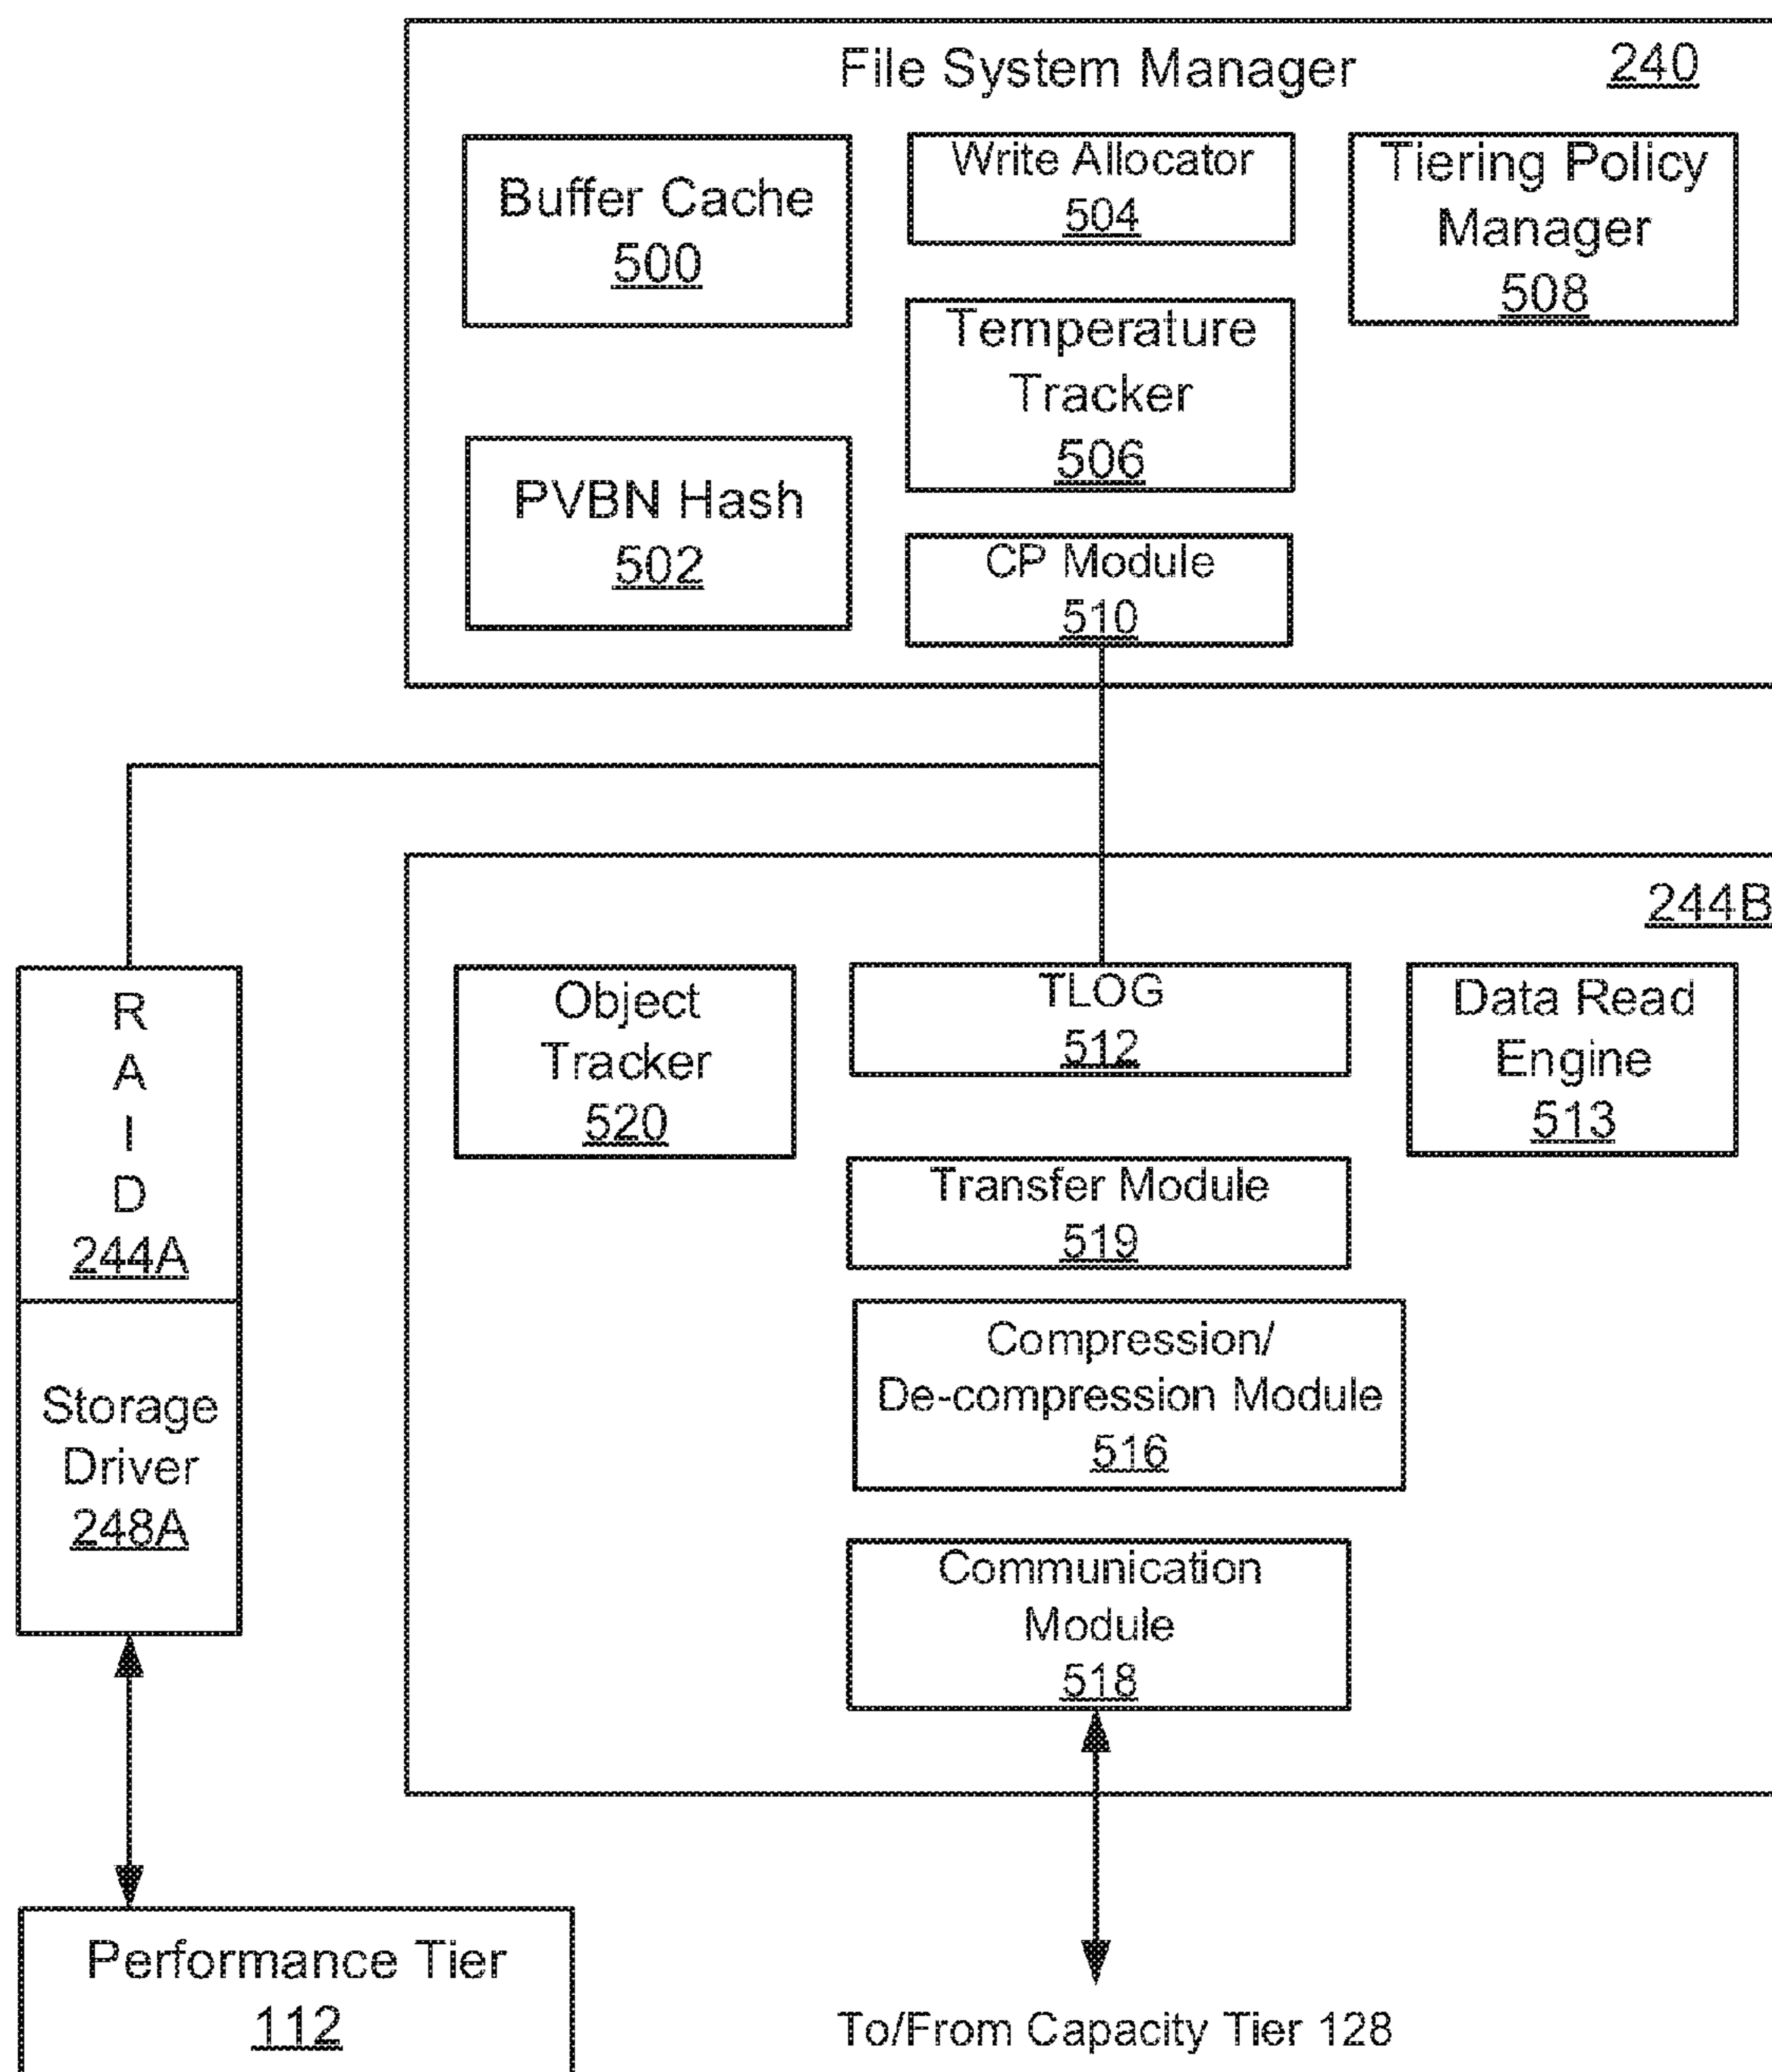 File System Manager 240
Buffer Cache
500
Write Allocator
504
Tiering Policy
Manager
508
Temperature
Tracker
506
PVBN Hash
502
CP Module
510
244B
R
A
I
D
244A
Storage
Driver
248A
Object
Tracker
520
TLOG
512
Data Read
Engine
513
Transfer Module
519
Compression/
De-compression Module
516
Communication
Module
518
Performance Tier
112
To/From Capacity Tier 128